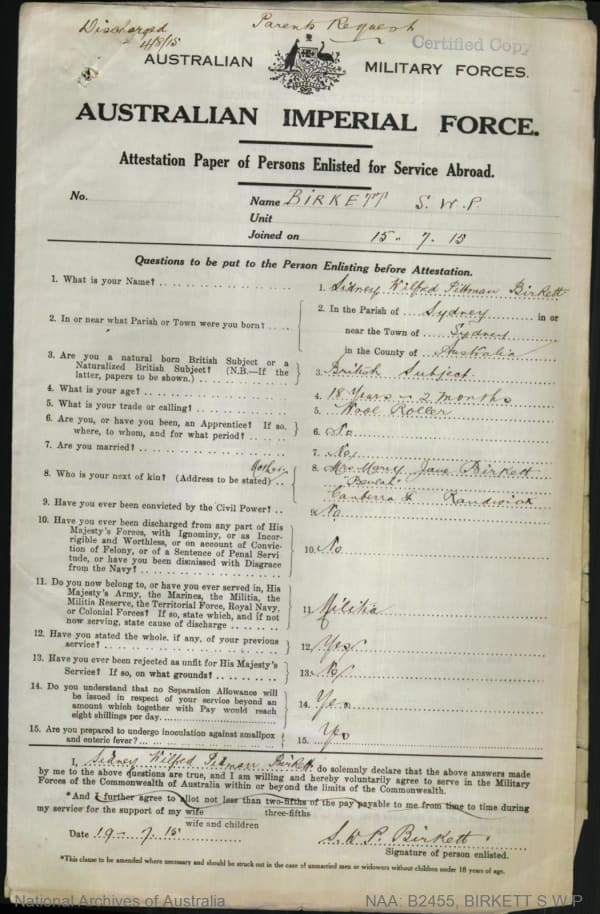 Discharged Parents Request
4/8/15 Certified Copy
AUSTRALIAN MILITARY FORCES.
AUSTRALIAN IMPERIAL FORCE.
Attestation Paper of Persons Enlisted for Service Abroad.
No. Name BIRKETT S. W. P.
Unit
Joined on 15 - 7. 15
Questions to be put to the Person Enlisting before Attestation.
1. What is your Name? 1. Sidney Wilfred Pittman Birkett
2. In or near what Parish or Town were you born? 2. In the Parish of Sydney in or
near the Town of Sydney
in the County of Australia
3. Are you a natural born British Subject or a
Naturalized British Subject? (N.B.—If the
latter, papers to be shown.) 3. British Subject
4. What is your age? 4. 18 Years - 2 months
5. What is your trade or calling? 5. Wool Roller
6. Are you, or have you been, an Apprentice? If so,
where, to whom, and for what period? 6. No
7. Are you married? 7. No
8. Who is your next of kin? (Address to be stated) Mother 8. Mrs Mary Jane Birkett
Canberra St Randwick
9. Have you ever been convicted by the Civil Power? 9. No
10. Have you ever been discharged from any part of His
Majesty's Forces, with Ignominy, or as Incor-
rigible and Worthless, or on account of Convic-
tion of Felony, or of a Sentence of Penal Servi-
tude, or have you been Dismissed with Disgrace
from the Navy? 10. No
11. Do you now belong to, or have you ever served in, His
Majesty's Army, the Marines, the Militia, the
Militia Reserve, the Territorial Force, Royal Navy,
or Colonial Forces? If so, state which, and if not
now serving, state cause of discharge 11. Militia
12. Have you stated the whole, if any, of your previous
service? 12. Yes
13. Have you ever been rejected as unfit for His Majesty's
Service? If so, on what grounds? 13. No
14. Do you understand that no Separation Allowance will
be issued in respect of your service beyond an
amount which together with Pay would reach
eight shillings per day. 14. Yes
15. Are you prepared to undergo inoculation against smallpox
and enteric fever? 15. Yes
I, Sidney Wilfred Pittman Birkett do solemnly declare that the above answers made
by me to the above questions are true, and I am willing and hereby voluntarily agree to serve in the Military
Forces of the Commonwealth of Australia within or beyond the limits of the Commonwealth.
*And I further agree to allot not less than two-fifths of the pay payable to me from time to time during
three-fifths
my service for the support of my wife
wife and children
Date 19 - 7. 15 S. W P. Birkett
Signature of person enlisted.
*This clause to be amended where necessary and should be struck out in the case of unmarried men or widowers without children under 18 years of age.
National Archives of Australia NAA: B2455, BIRKETT S W P